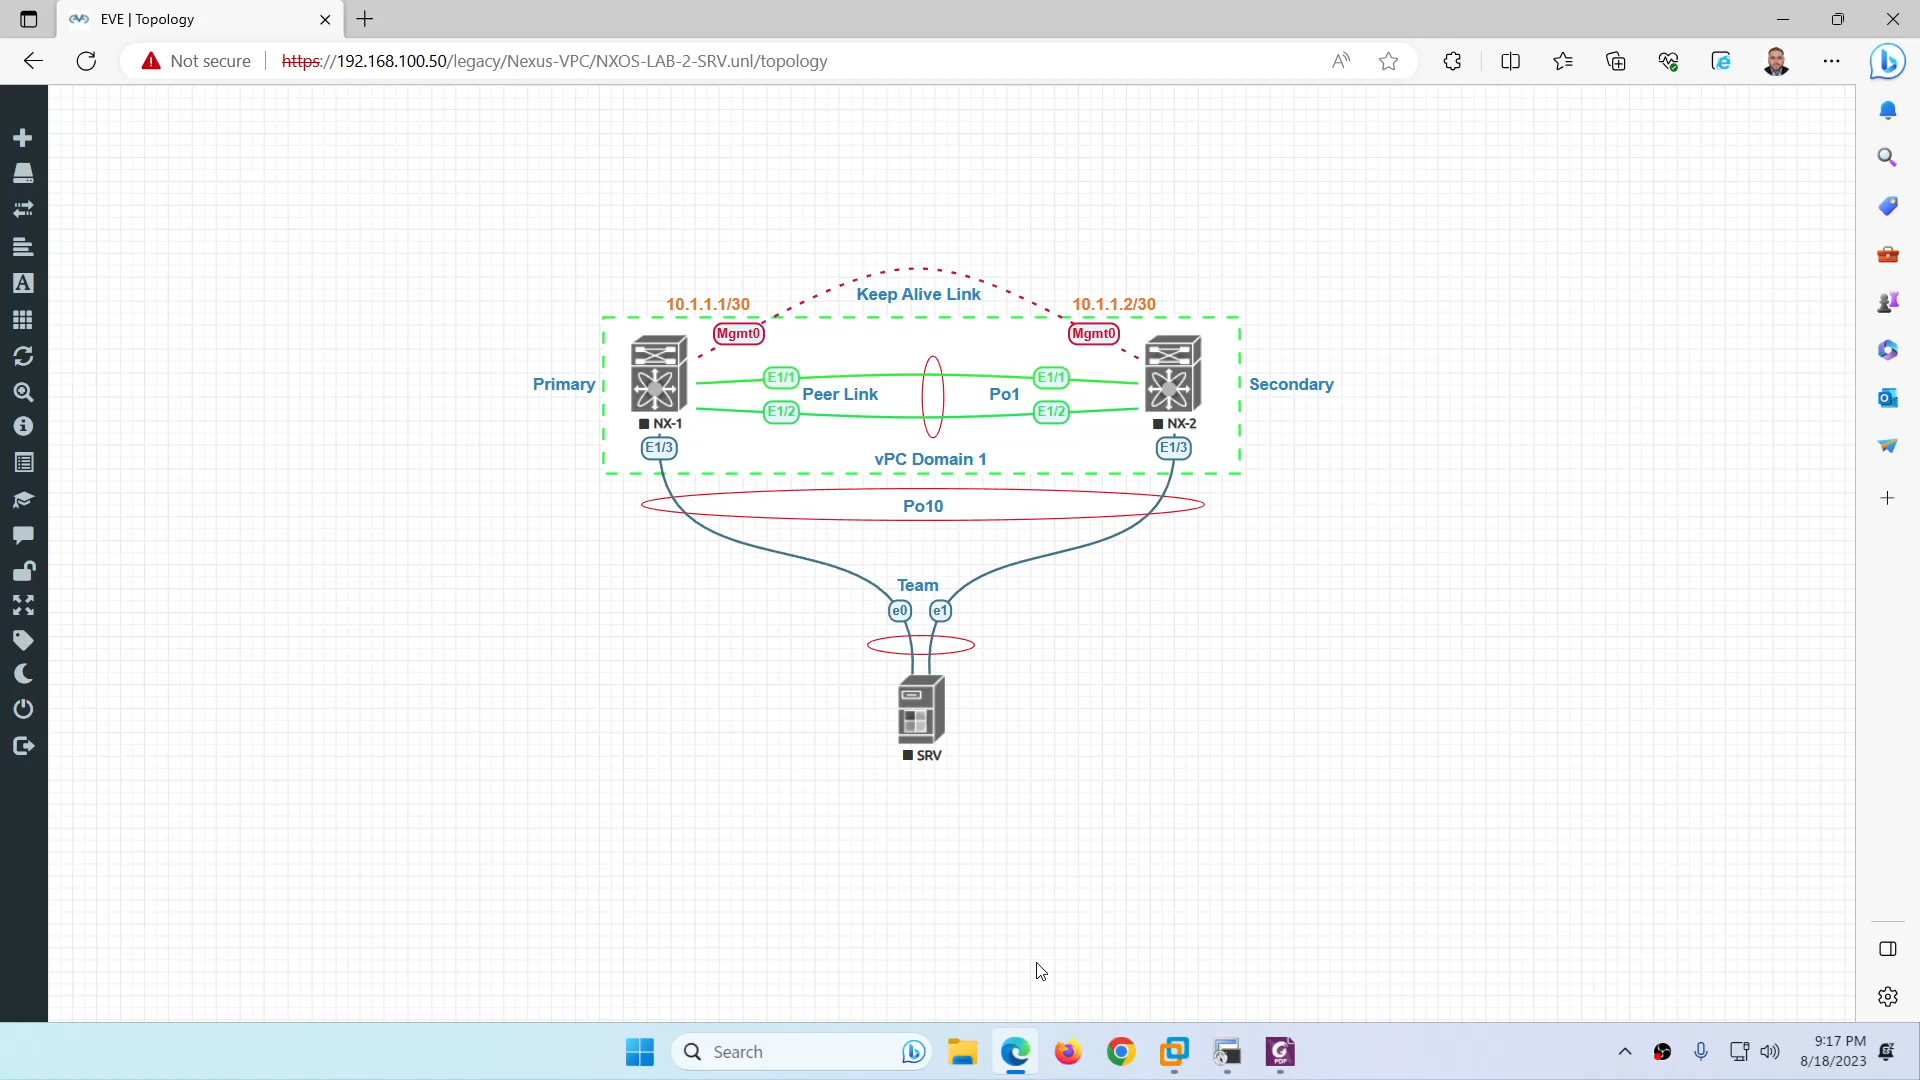 EVE | Topology
Not secure
https://192.168.100.50/legacy/Nexus-VPC/NXOS-LAB-2-SRV.unl/topology
Keep Alive Link
10.1.1.1/30
10.1.1.2/30
Mgmt0
Mgmt0
E1/1
E1/1
Primary
Peer Link
Po1
Secondary
E1/2
E1/2
NX-1
NX-2
E1/3
E1/3
vPC Domain 1
Po10
Team
e0
e1
SRV
Search
9:17 PM
8/18/2023